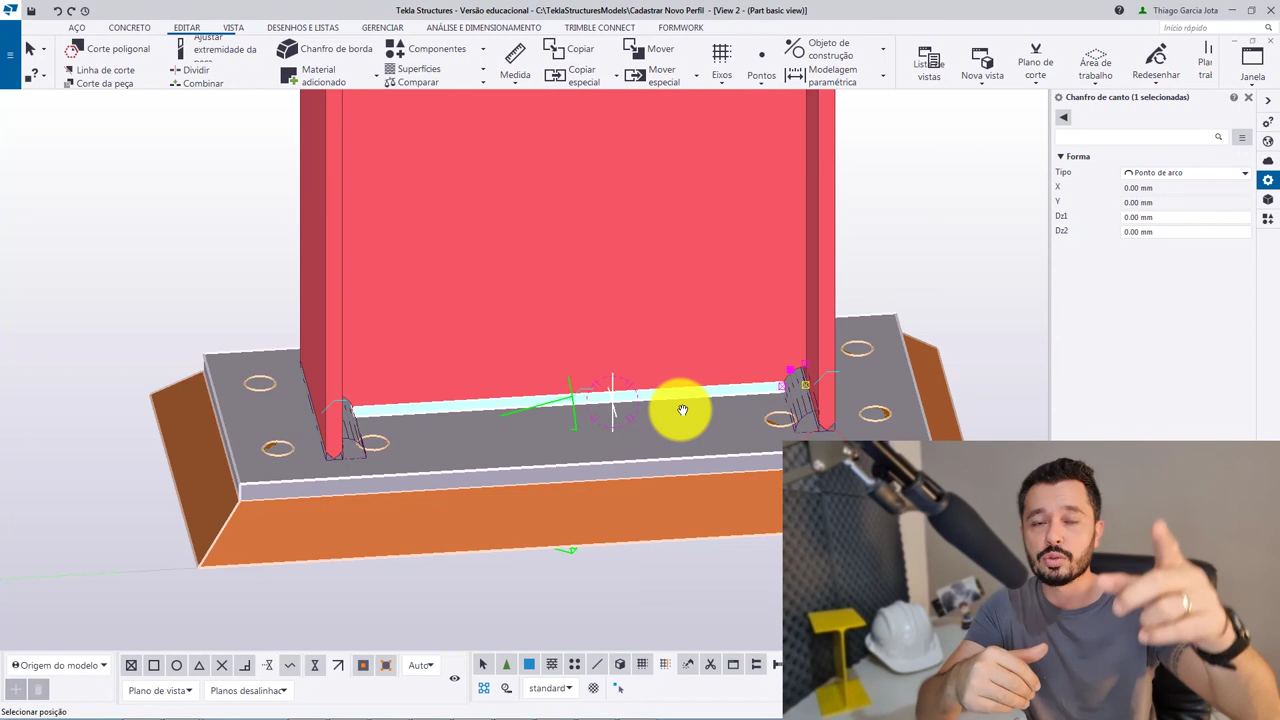 Tekla Structures - Versão educacional - C:\TeklaStructuresModels\Cadastrar Novo Perfil - [View 2 - (Part basic view)]
Thiago Garcia Jota
AÇO CONCRETO EDITAR VISTA DESENHOS E LISTAS GERENCIAR ANÁLISE E DIMENSIONAMENTO TRIMBLE CONNECT FORMWORK
Início rápido
Corte poligonal
Linha de corte
Corte da peça
Ajustar
extremidade da
Dividir
Combinar
Chanfro de borda
Material
adicionado
Componentes
Superfícies
Comparar
Medida
Copiar
Copiar
especial
Mover
Mover
especial
Eixos
Pontos
Objeto de
construção
Modelagem
paramétrica
vistas
Nova vista
Plano de
corte
Área de
trabalho
Redesenhar
Janela
Chanfro de canto (1 selecionadas)
Forma
Tipo Ponto de arco
X 0.00 mm
Y 0.00 mm
Dz1 0.00 mm
Dz2 0.00 mm
Origem do modelo
Auto
Plano de vista
Planos desalinhac
standard
Selecionar posição